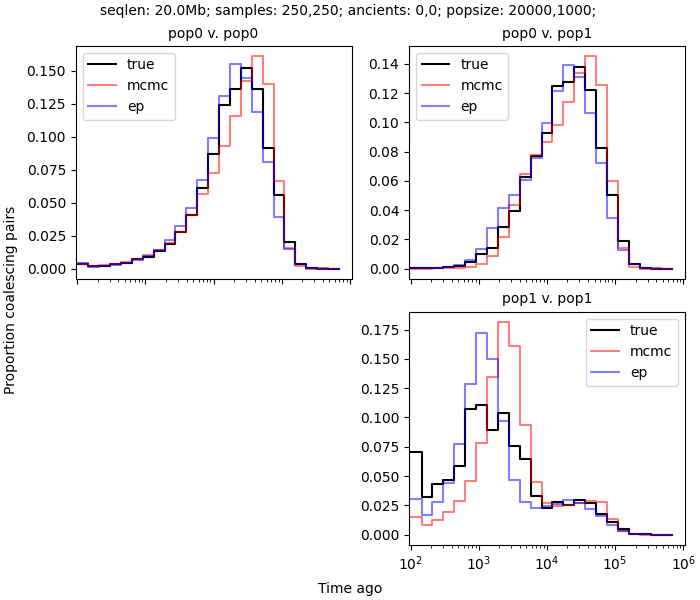 seqlen: 20.0Mb; samples: 250,250; ancients: 0,0; popsize: 20000,1000;
pop0 v. pop0
true
mcmc
ep
0.150
0.125
0.100
0.075
0.050
0.025
0.000
pop0 v. pop1
true
mcmc
ep
0.14
0.12
0.10
0.08
0.06
0.04
0.02
0.00
pop1 v. pop1
true
mcmc
ep
0.175
0.150
0.125
0.100
0.075
0.050
0.025
0.000
10² 10³ 10⁴ 10⁵ 10⁶
Proportion coalescing pairs
Time ago